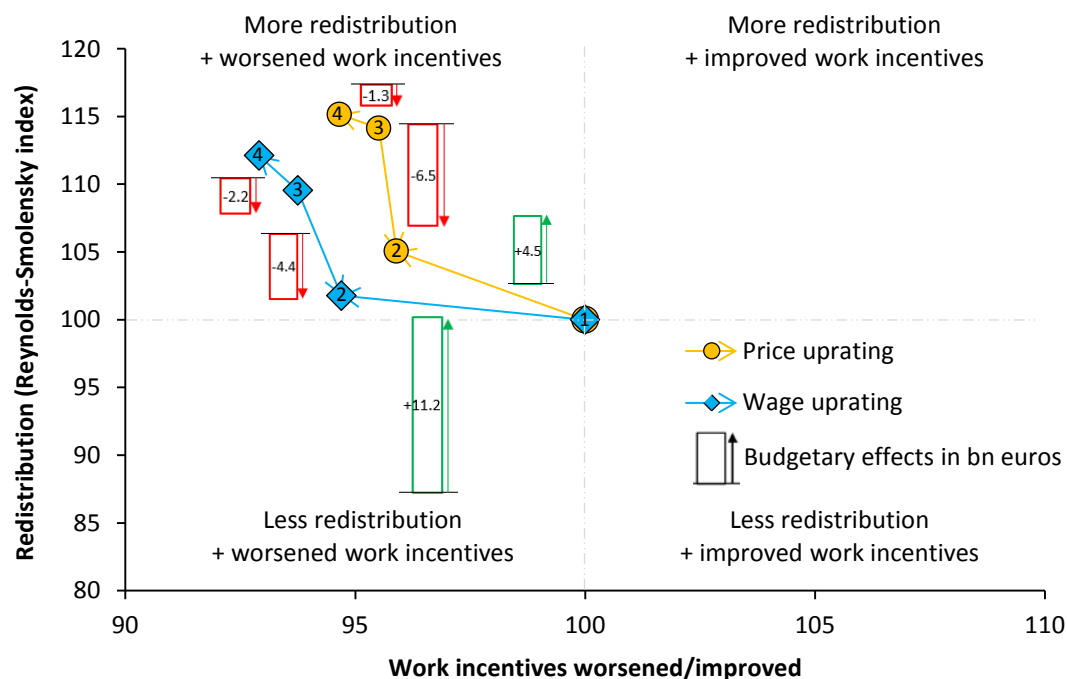 More redistribution
+ worsened work incentives
More redistribution
+ improved work incentives
Redistribution (Reynolds-Smolensky index)
120
115
110
105
100
95
90
85
80
4
3
2
4
3
2
1
-1.3
-6.5
+4.5
-2.2
-4.4
+11.2
Price uprating
Wage uprating
Budgetary effects in bn euros
Less redistribution
+ worsened work incentives
Less redistribution
+ improved work incentives
90
95
100
105
110
Work incentives worsened/improved